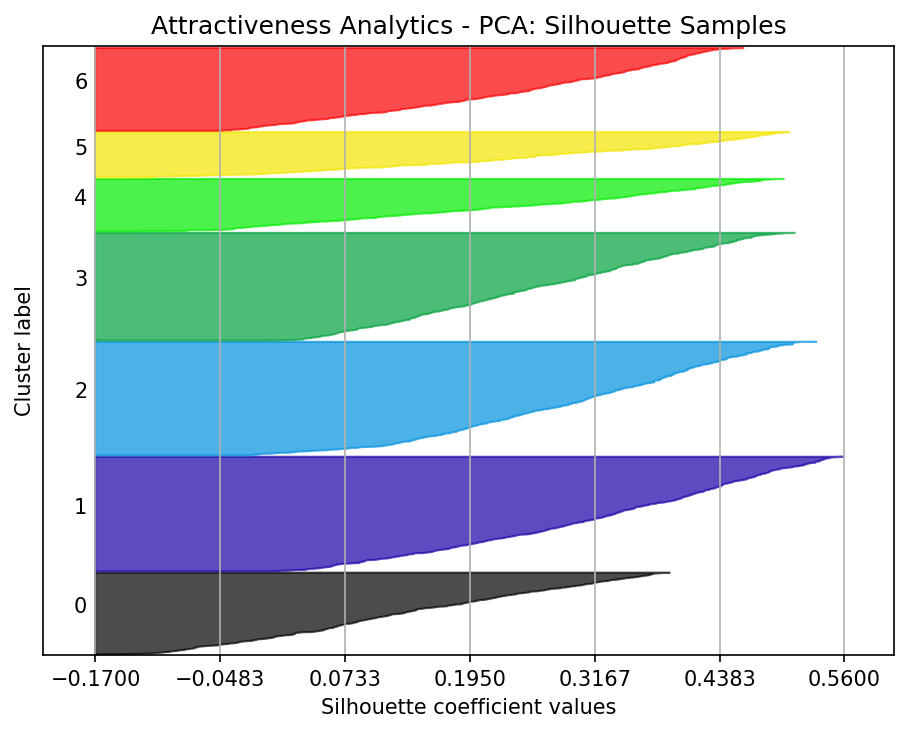 Attractiveness Analytics - PCA: Silhouette Samples
Cluster label
6
5
4
3
2
1
0
−0.1700 −0.0483 0.0733 0.1950 0.3167 0.4383 0.5600
Silhouette coefficient values